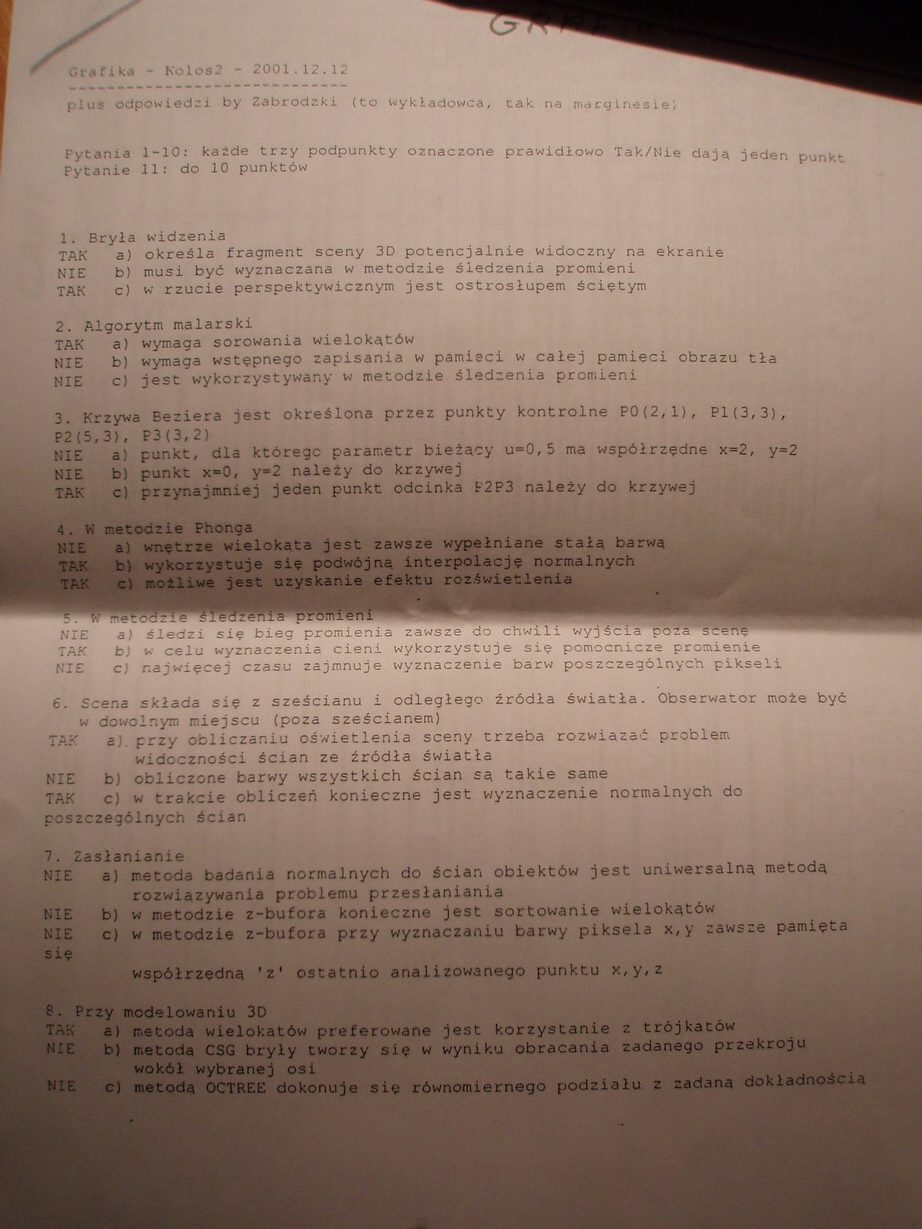 Grafika - Kolos2 - 2001.12.12
--------------------------------
plus odpowiedzi by Zabrodzki (to wykładowca, tak na marginesie)
Pytania 1-10: każde trzy podpunkty oznaczone prawidłowo Tak/Nie dają jeden punkt
Pytanie 11: do 10 punktów
1. Bryła widzenia
TAK a) określa fragment sceny 3D potencjalnie widoczny na ekranie
NIE b) musi być wyznaczana w metodzie śledzenia promieni
TAK c) w rzucie perspektywicznym jest ostrosłupem ściętym
2. Algorytm malarski
TAK a) wymaga sorowania wielokątów
NIE b) wymaga wstępnego zapisania w pamięci w całej pamięci obrazu tła
NIE c) jest wykorzystywany w metodzie śledzenia promieni
3. Krzywa Beziera jest określona przez punkty kontrolne P0(2,1), P1(3,3),
P2(5,3), P3(3,2)
NIE a) punkt, dla którego parametr bieżący u=0,5 ma współrzędne x=2, y=2
NIE b) punkt x=0, y=2 należy do krzywej
TAK c) przynajmniej jeden punkt odcinka P2P3 należy do krzywej
4. W metodzie Phonga
NIE a) wnętrze wielokąta jest zawsze wypełniane stałą barwą
TAK b) wykorzystuje się podwójną interpolację normalnych
TAK c) możliwe jest uzyskanie efektu rozświetlenia
5. W metodzie śledzenia promieni
NIE a) śledzi się bieg promienia zawsze do chwili wyjścia poza scenę
TAK b) w celu wyznaczenia cieni wykorzystuje się pomocnicze promienie
NIE c) najwięcej czasu zajmnuje wyznaczenie barw poszczególnych pikseli
6. Scena składa się z sześcianu i odległego źródła światła. Obserwator może być
w dowolnym miejscu (poza sześcianem)
TAK a) przy obliczaniu oświetlenia sceny trzeba rozwiązać problem
widoczności ścian ze źródła światła
NIE b) obliczone barwy wszystkich ścian są takie same
TAK c) w trakcie obliczeń konieczne jest wyznaczenie normalnych do
poszczególnych ścian
7. Zasłanianie
NIE a) metoda badania normalnych do ścian obiektów jest uniwersalną metodą
rozwiązywania problemu przesłaniania
NIE b) w metodzie z-bufora konieczne jest sortowanie wielokątów
NIE c) w metodzie z-bufora przy wyznaczaniu barwy piksela x,y zawsze pamięta
się
współrzędną 'z' ostatnio analizowanego punktu x,y,z
8. Przy modelowaniu 3D
TAK a) metodą wielokątów preferowane jest korzystanie z trójkątów
NIE b) metodą CSG bryły tworzy się w wyniku obracania zadanego przekroju
wokół wybranej osi
NIE c) metodą OCTREE dokonuje się równomiernego podziału z zadaną dokładnością